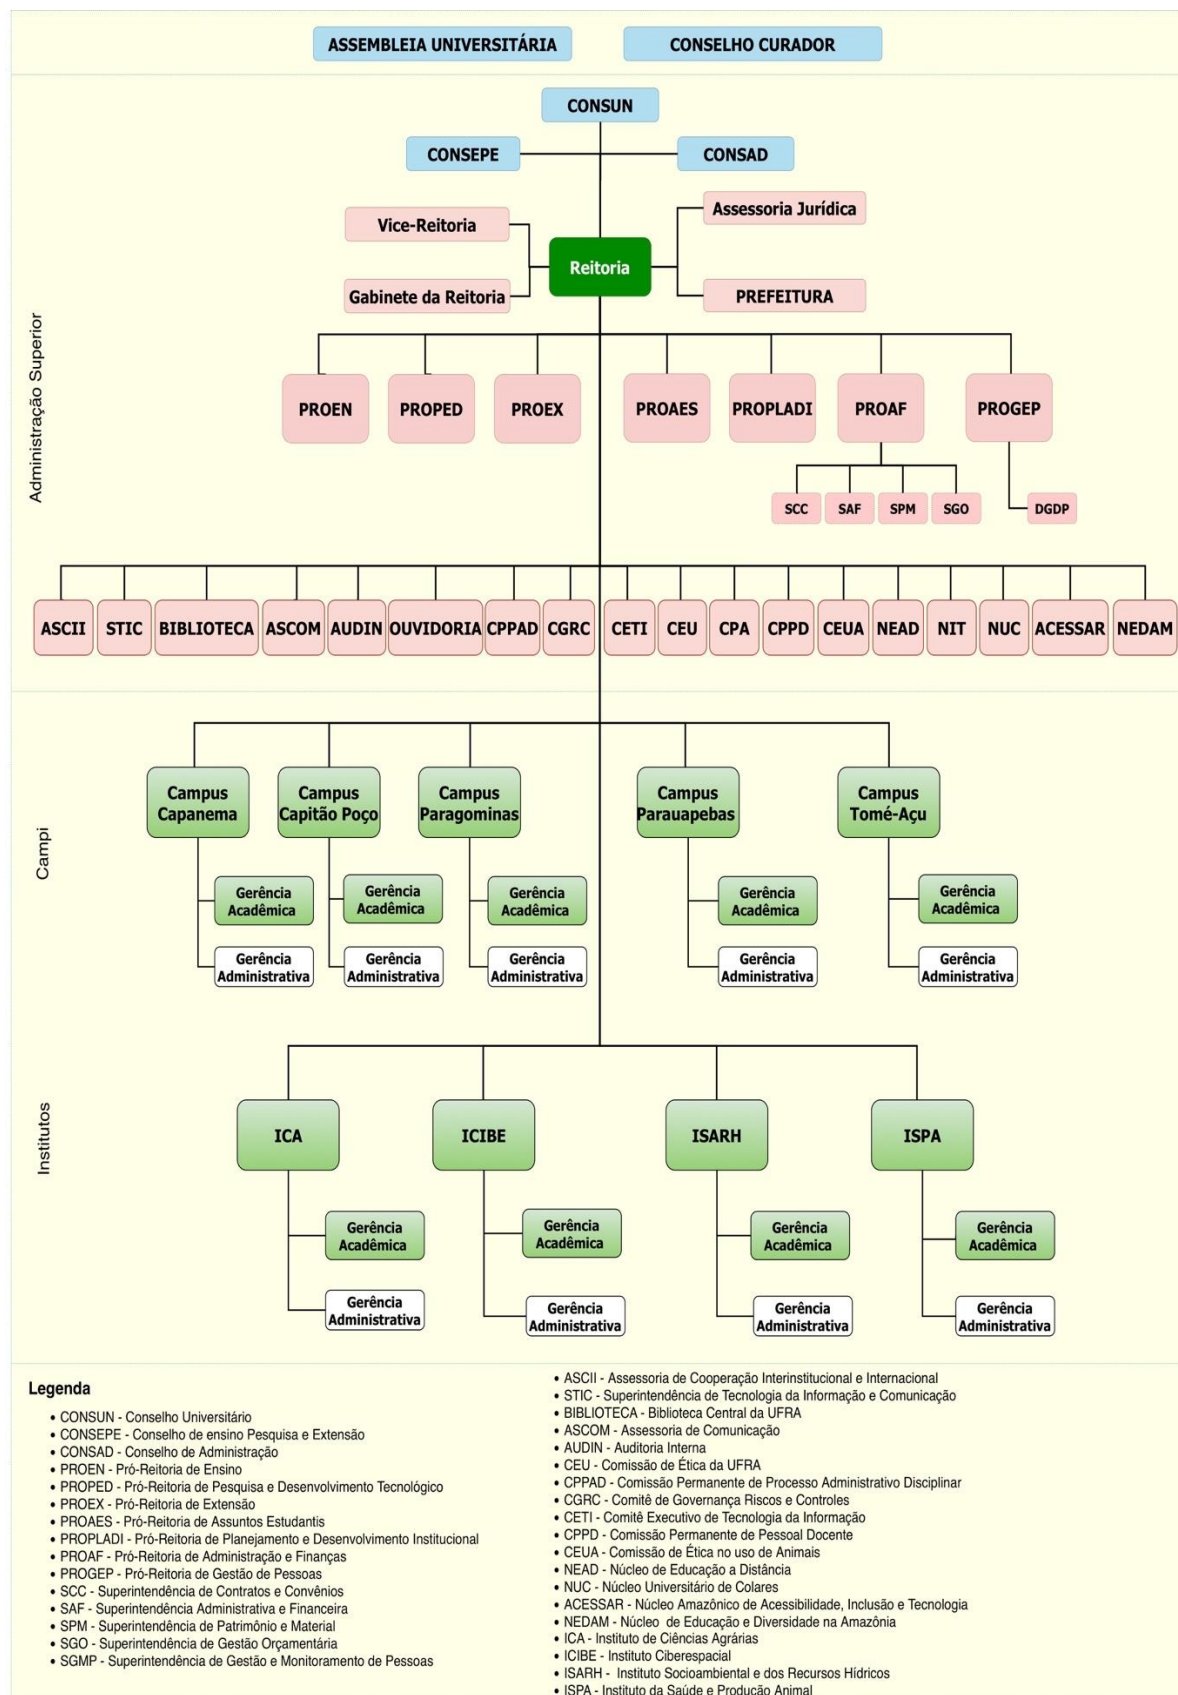 ASSEMBLEIA UNIVERSITÁRIA
CONSELHO CURADOR
Administração Superior
CONSUN
CONSEPE
CONSAD
Vice-Reitoria
Assessoria Jurídica
Reitoria
Gabinete da Reitoria
PREFEITURA
PROEN
PROPED
PROEX
PROAES
PROPLADI
PROAF
PROGEP
SCC
SAF
SPM
SGO
DGDP
ASCII
STIC
BIBLIOTECA
ASCOM
AUDIN
OUVIDORIA
CPPAD
CGRC
CETI
CEU
CPA
CPPD
CEUA
NEAD
NIT
NUC
ACESSAR
NEDAM
Campi
Campus
Capanema
Campus
Capitão Poço
Campus
Paragominas
Campus
Parauapebas
Campus
Tomé-Açu
Gerência
Acadêmica
Gerência
Acadêmica
Gerência
Acadêmica
Gerência
Acadêmica
Gerência
Acadêmica
Gerência
Administrativa
Gerência
Administrativa
Gerência
Administrativa
Gerência
Administrativa
Gerência
Administrativa
Institutos
ICA
ICIBE
ISARH
ISPA
Gerência
Acadêmica
Gerência
Acadêmica
Gerência
Acadêmica
Gerência
Acadêmica
Gerência
Administrativa
Gerência
Administrativa
Gerência
Administrativa
Gerência
Administrativa
Legenda
• CONSUN - Conselho Universitário
• CONSEPE - Conselho de ensino Pesquisa e Extensão
• CONSAD - Conselho de Administração
• PROEN - Pró-Reitoria de Ensino
• PROPED - Pró-Reitoria de Pesquisa e Desenvolvimento Tecnológico
• PROEX - Pró-Reitoria de Extensão
• PROAES - Pró-Reitoria de Assuntos Estudantis
• PROPLADI - Pró-Reitoria de Planejamento e Desenvolvimento Institucional
• PROAF - Pró-Reitoria de Administração e Finanças
• PROGEP - Pró-Reitoria de Gestão de Pessoas
• SCC - Superintendência de Contratos e Convênios
• SAF - Superintendência Administrativa e Financeira
• SPM - Superintendência de Patrimônio e Material
• SGO - Superintendência de Gestão Orçamentária
• SGMP - Superintendência de Gestão e Monitoramento de Pessoas
• ASCII - Assessoria de Cooperação Interinstitucional e Internacional
• STIC - Superintendência de Tecnologia da Informação e Comunicação
• BIBLIOTECA - Biblioteca Central da UFRA
• ASCOM - Assessoria de Comunicação
• AUDIN - Auditoria Interna
• CEU - Comissão de Ética da UFRA
• CPPAD - Comissão Permanente de Processo Administrativo Disciplinar
• CGRC - Comitê de Governança Riscos e Controles
• CETI - Comitê Executivo de Tecnologia da Informação
• CPPD - Comissão Permanente de Pessoal Docente
• CEUA - Comissão de Ética no uso de Animais
• NEAD - Núcleo de Educação a Distância
• NUC - Núcleo Universitário de Colares
• ACESSAR - Núcleo Amazônico de Acessibilidade, Inclusão e Tecnologia
• NEDAM - Núcleo de Educação e Diversidade na Amazônia
• ICA - Instituto de Ciências Agrárias
• ICIBE - Instituto Ciberespacial
• ISARH - Instituto Socioambiental e dos Recursos Hídricos
• ISPA - Instituto da Saúde e Produção Animal